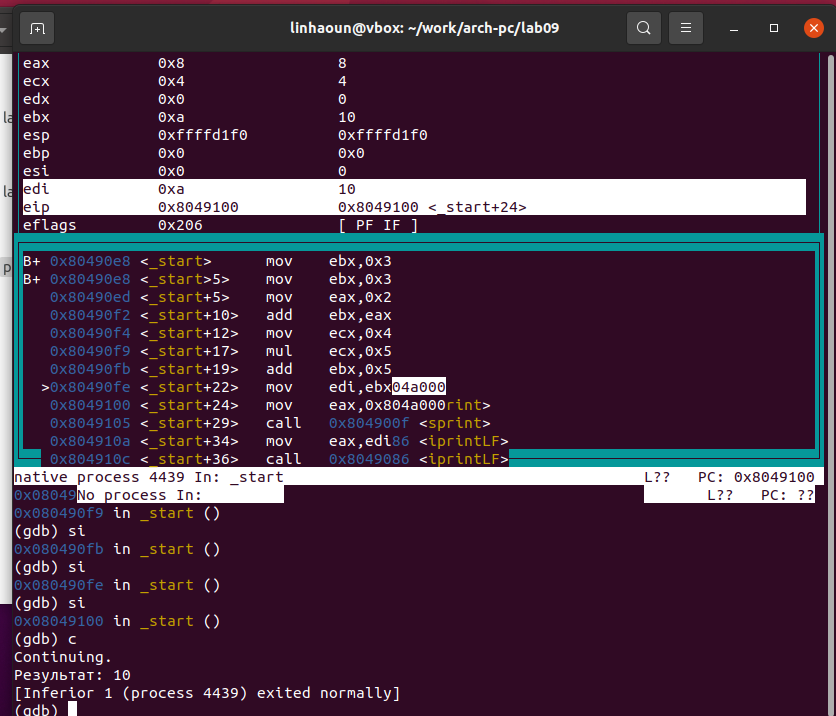 linhaoun@vbox: ~/work/arch-pc/lab09
eax 0x8 8
ecx 0x4 4
edx 0x0 0
ebx 0xa 10
esp 0xffffd1f0 0xffffd1f0
ebp 0x0 0x0
esi 0x0 0
edi 0xa 10
eip 0x8049100 0x8049100 <_start+24>
eflags 0x206 [ PF IF ]
B+ 0x80490e8 <_start> mov ebx,0x3
B+ 0x80490e8 <_start>5> mov ebx,0x3
0x80490ed <_start+5> mov eax,0x2
0x80490f2 <_start+10> add ebx,eax
0x80490f4 <_start+12> mov ecx,0x4
0x80490f9 <_start+17> mul ecx,0x5
0x80490fb <_start+19> add ebx,0x5
>0x80490fe <_start+22> mov edi,ebx04a000
0x8049100 <_start+24> mov eax,0x804a000rint>
0x8049105 <_start+29> call 0x804900f <sprint>
0x804910a <_start+34> mov eax,edi86 <iprintLF>
0x804910c <_start+36> call 0x8049086 <iprintLF>
native process 4439 In: _start L?? PC: 0x8049100
0x08049No process In: L?? PC: ??
0x080490f9 in _start ()
(gdb) si
0x080490fb in _start ()
(gdb) si
0x080490fe in _start ()
(gdb) si
0x08049100 in _start ()
(gdb) c
Continuing.
Результат: 10
[Inferior 1 (process 4439) exited normally]
(gdb)